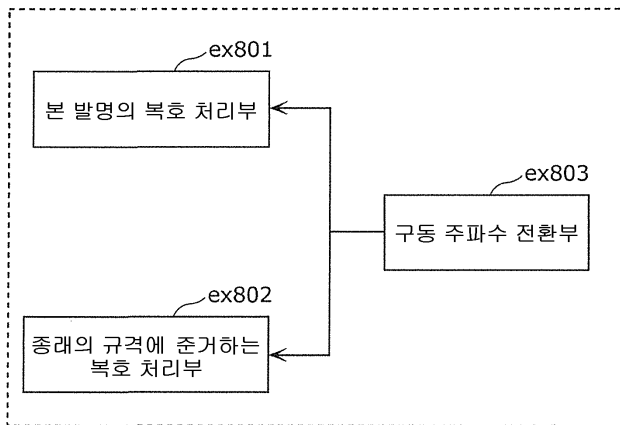 ex801
본 발명의 복호 처리부
ex803
구동 주파수 전환부
ex802
종래의 규격에 준거하는
복호 처리부